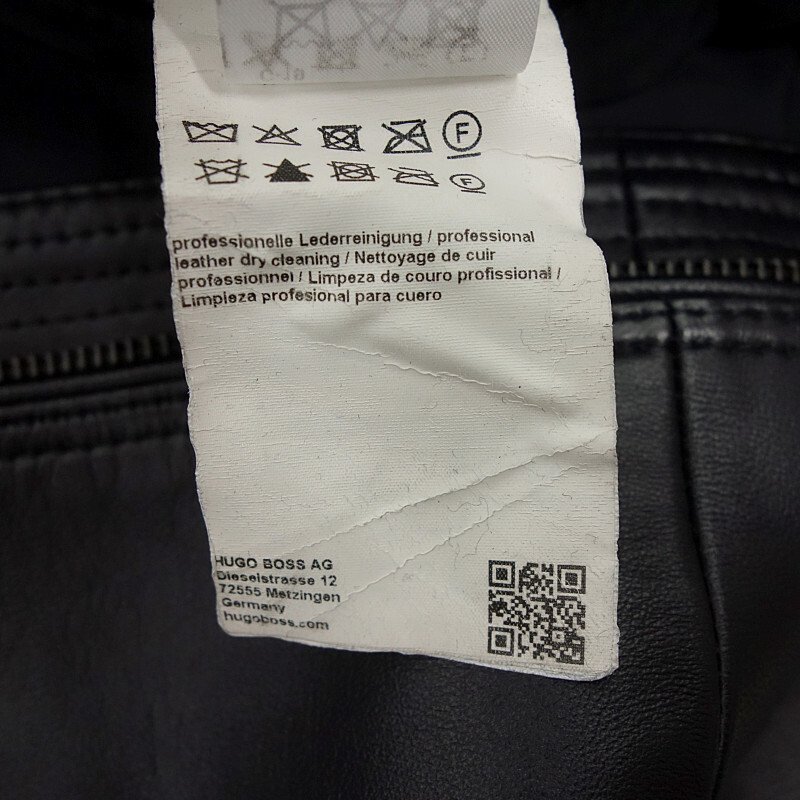 F
F
professionelle Lederreinigung / professional
leather dry cleaning / Nettoyage de cuir
professionnel / Limpeza de couro profissional /
Limpieza profesional para cuero
HUGO BOSS AG
Dieselstrasse 12
72555 Metzingen
Germany
hugoboss.com